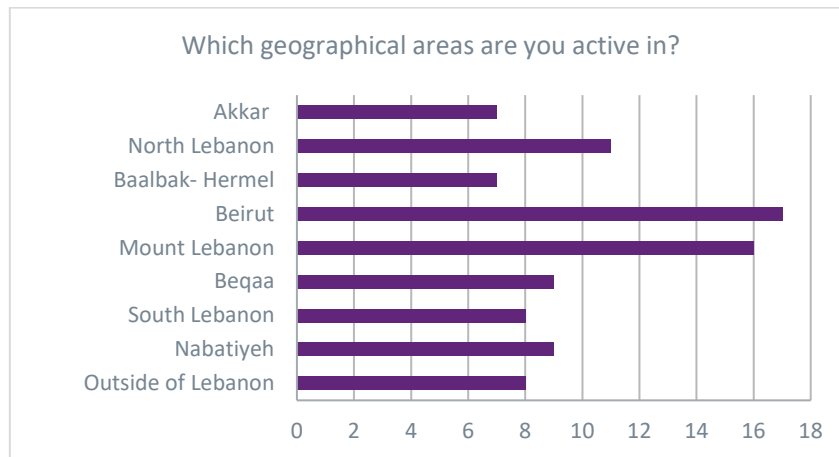 Which geographical areas are you active in?
Akkar
North Lebanon
Baalbak- Hermel
Beirut
Mount Lebanon
Beqaa
South Lebanon
Nabatiyeh
Outside of Lebanon
0 2 4 6 8 10 12 14 16 18